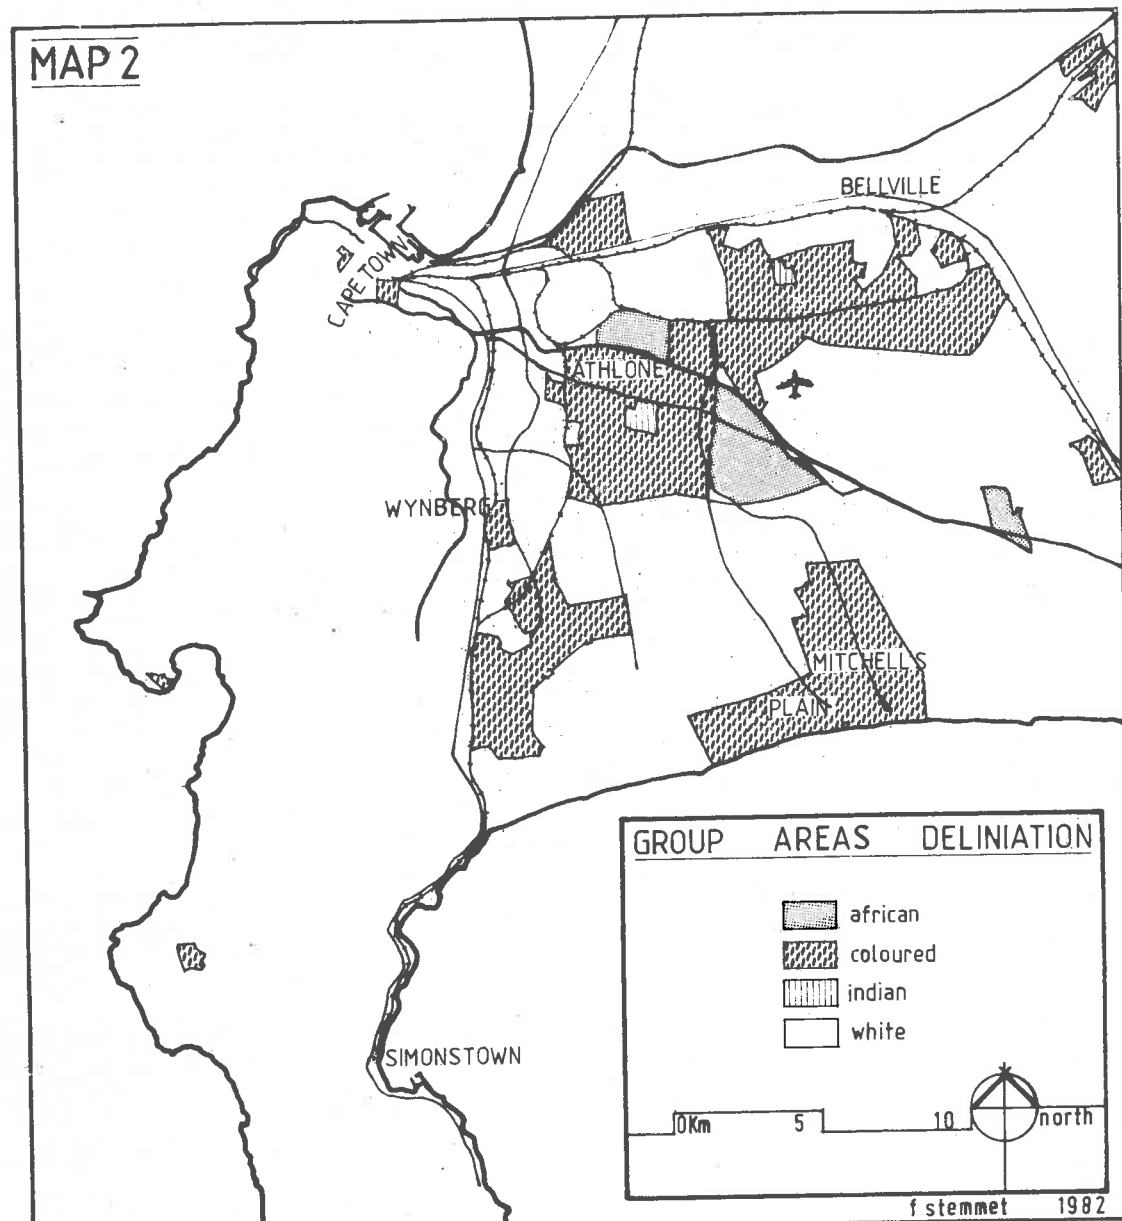 MAP 2
BELLVILLE
CAPE TOWN
ATHLONE
WYNBERG
MITCHELL'S
PLAIN
SIMONSTOWN
GROUP AREAS DELINIATION
african
coloured
indian
white
0Km 5 10 north
f stemmet 1982